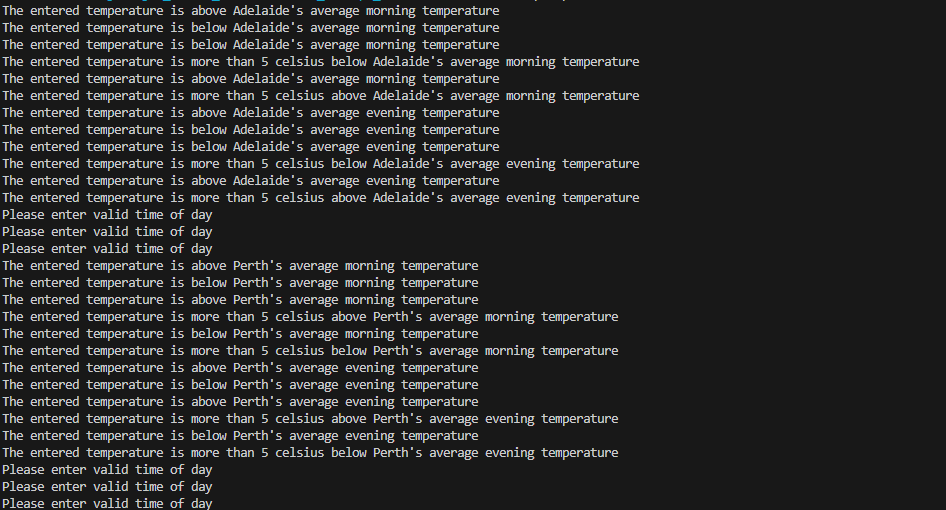 The entered temperature is above Adelaide's average morning temperature
The entered temperature is below Adelaide's average morning temperature
The entered temperature is below Adelaide's average morning temperature
The entered temperature is more than 5 celsius below Adelaide's average morning temperature
The entered temperature is above Adelaide's average morning temperature
The entered temperature is more than 5 celsius above Adelaide's average morning temperature
The entered temperature is above Adelaide's average evening temperature
The entered temperature is below Adelaide's average evening temperature
The entered temperature is below Adelaide's average evening temperature
The entered temperature is more than 5 celsius below Adelaide's average evening temperature
The entered temperature is above Adelaide's average evening temperature
The entered temperature is more than 5 celsius above Adelaide's average evening temperature
Please enter valid time of day
Please enter valid time of day
Please enter valid time of day
The entered temperature is above Perth's average morning temperature
The entered temperature is below Perth's average morning temperature
The entered temperature is above Perth's average morning temperature
The entered temperature is more than 5 celsius above Perth's average morning temperature
The entered temperature is below Perth's average morning temperature
The entered temperature is more than 5 celsius below Perth's average morning temperature
The entered temperature is above Perth's average evening temperature
The entered temperature is below Perth's average evening temperature
The entered temperature is above Perth's average evening temperature
The entered temperature is more than 5 celsius above Perth's average evening temperature
The entered temperature is below Perth's average evening temperature
The entered temperature is more than 5 celsius below Perth's average evening temperature
Please enter valid time of day
Please enter valid time of day
Please enter valid time of day